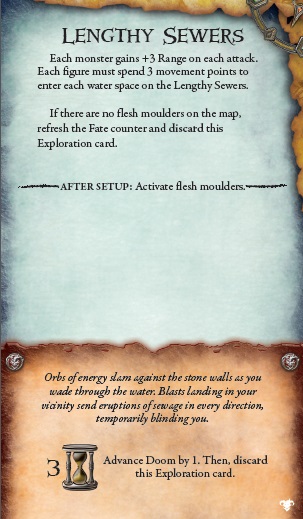 Lengthy Sewers
Each monster gains +3 Range on each attack.
Each figure must spend 3 movement points to
enter each water space on the Lengthy Sewers.
If there are no flesh moulders on the map,
refresh the Fate counter and discard this
Exploration card.
AFTER SETUP: Activate flesh moulders.
Orbs of energy slam against the stone walls as you
wade through the water. Blasts landing in your
vicinity send eruptions of sewage in every direction,
temporarily blinding you.
3
Advance Doom by 1. Then, discard
this Exploration card.